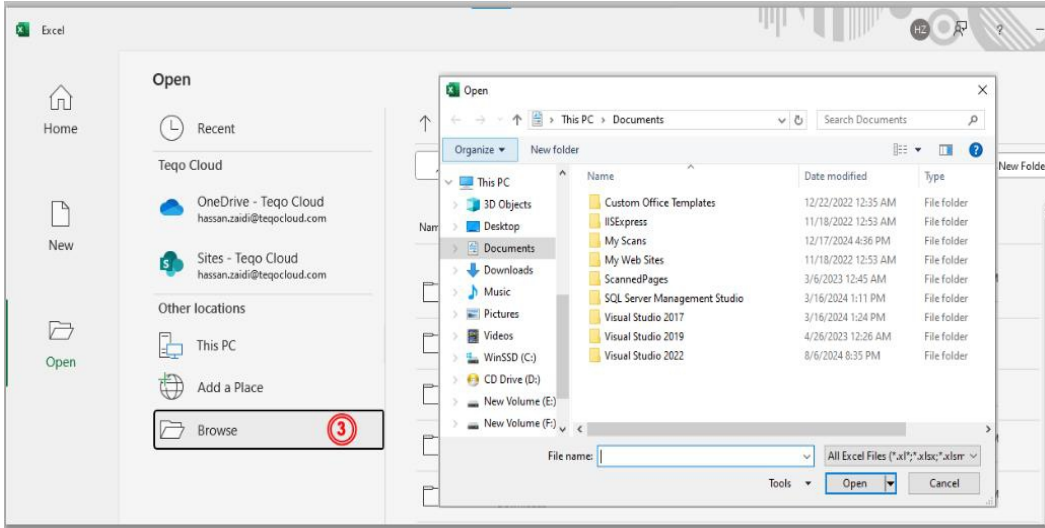 Excel
HZ
?
Home
New
Open
Open
Recent
Teqo Cloud
OneDrive - Teqo Cloud
hassan.zaidi@teqocloud.com
Sites - Teqo Cloud
hassan.zaidi@teqocloud.com
Other locations
This PC
Add a Place
Browse
3
New Folde
Nam
Open
This PC > Documents
Search Documents
Organize
New folder
This PC
3D Objects
Desktop
Documents
Downloads
Music
Pictures
Videos
WinSSD (C:)
CD Drive (D:)
New Volume (E:)
New Volume (F:)
Name Date modified Type
Custom Office Templates 12/22/2022 12:35 AM File folder
IISExpress 11/18/2022 12:53 AM File folder
My Scans 12/17/2024 4:36 PM File folder
My Web Sites 11/18/2022 12:53 AM File folder
ScannedPages 3/6/2023 12:45 AM File folder
SQL Server Management Studio 3/16/2024 1:11 PM File folder
Visual Studio 2017 3/16/2024 1:24 PM File folder
Visual Studio 2019 4/26/2023 12:26 AM File folder
Visual Studio 2022 8/6/2024 8:35 PM File folder
File name:
All Excel Files (*.xl*;*.xlsx;*.xlsm
Tools
Open
Cancel